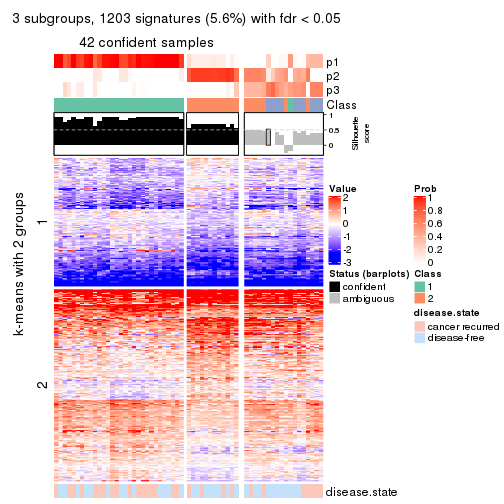 3 subgroups, 1203 signatures (5.6%) with fdr < 0.05
42 confident samples
p1
p2
p3
Class
1
0.5
0
Silhouette
score
k-means with 2 groups
1
2
disease.state
Value
2
1
0
-1
-2
-3
Prob
1
0.8
0.6
0.4
0.2
0
Status (barplots)
confident
ambiguous
Class
1
2
disease.state
cancer recurred
disease-free